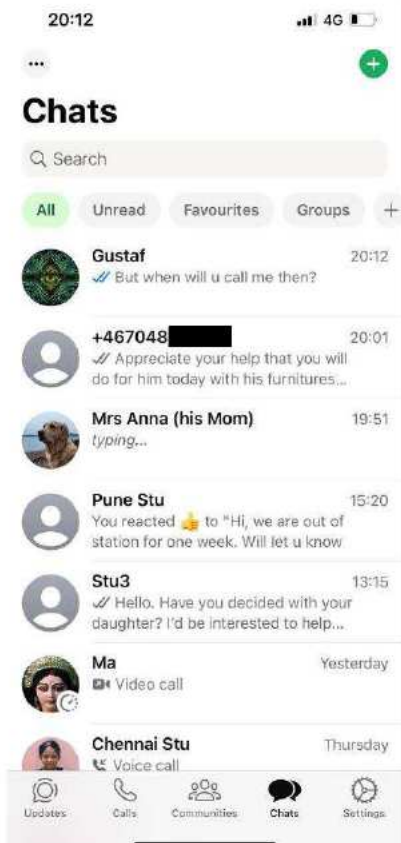 20:12
4G
Chats
Search
All
Unread
Favourites
Groups
+
Gustaf
20:12
But when will u call me then?
+467048
20:01
Appreciate your help that you will
do for him today with his furnitures...
Mrs Anna (his Mom)
19:51
typing...
Pune Stu
15:20
You reacted 👍 to "Hi, we are out of
station for one week. Will let u know
Stu3
13:15
Hello. Have you decided with your
daughter? I'd be interested to help...
Ma
Yesterday
Video call
Chennai Stu
Thursday
Voice call
Updates
Calls
Communities
Chats
Settings